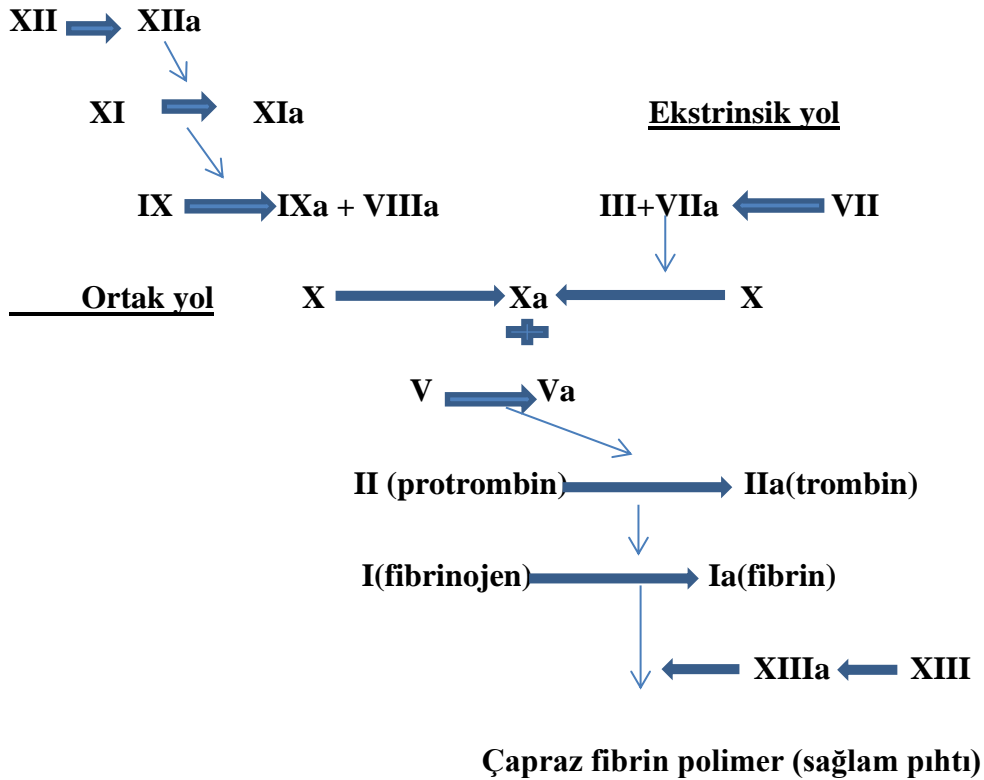 XII XIIa
XI XIa Ekstrinsik yol
IX IXa + VIIIa III+VIIa VII
Ortak yol X Xa X
V Va
II (protrombin) IIa(trombin)
I(fibrinojen) Ia(fibrin)
XIIIa XIII
Çapraz fibrin polimer (sağlam pıhtı)